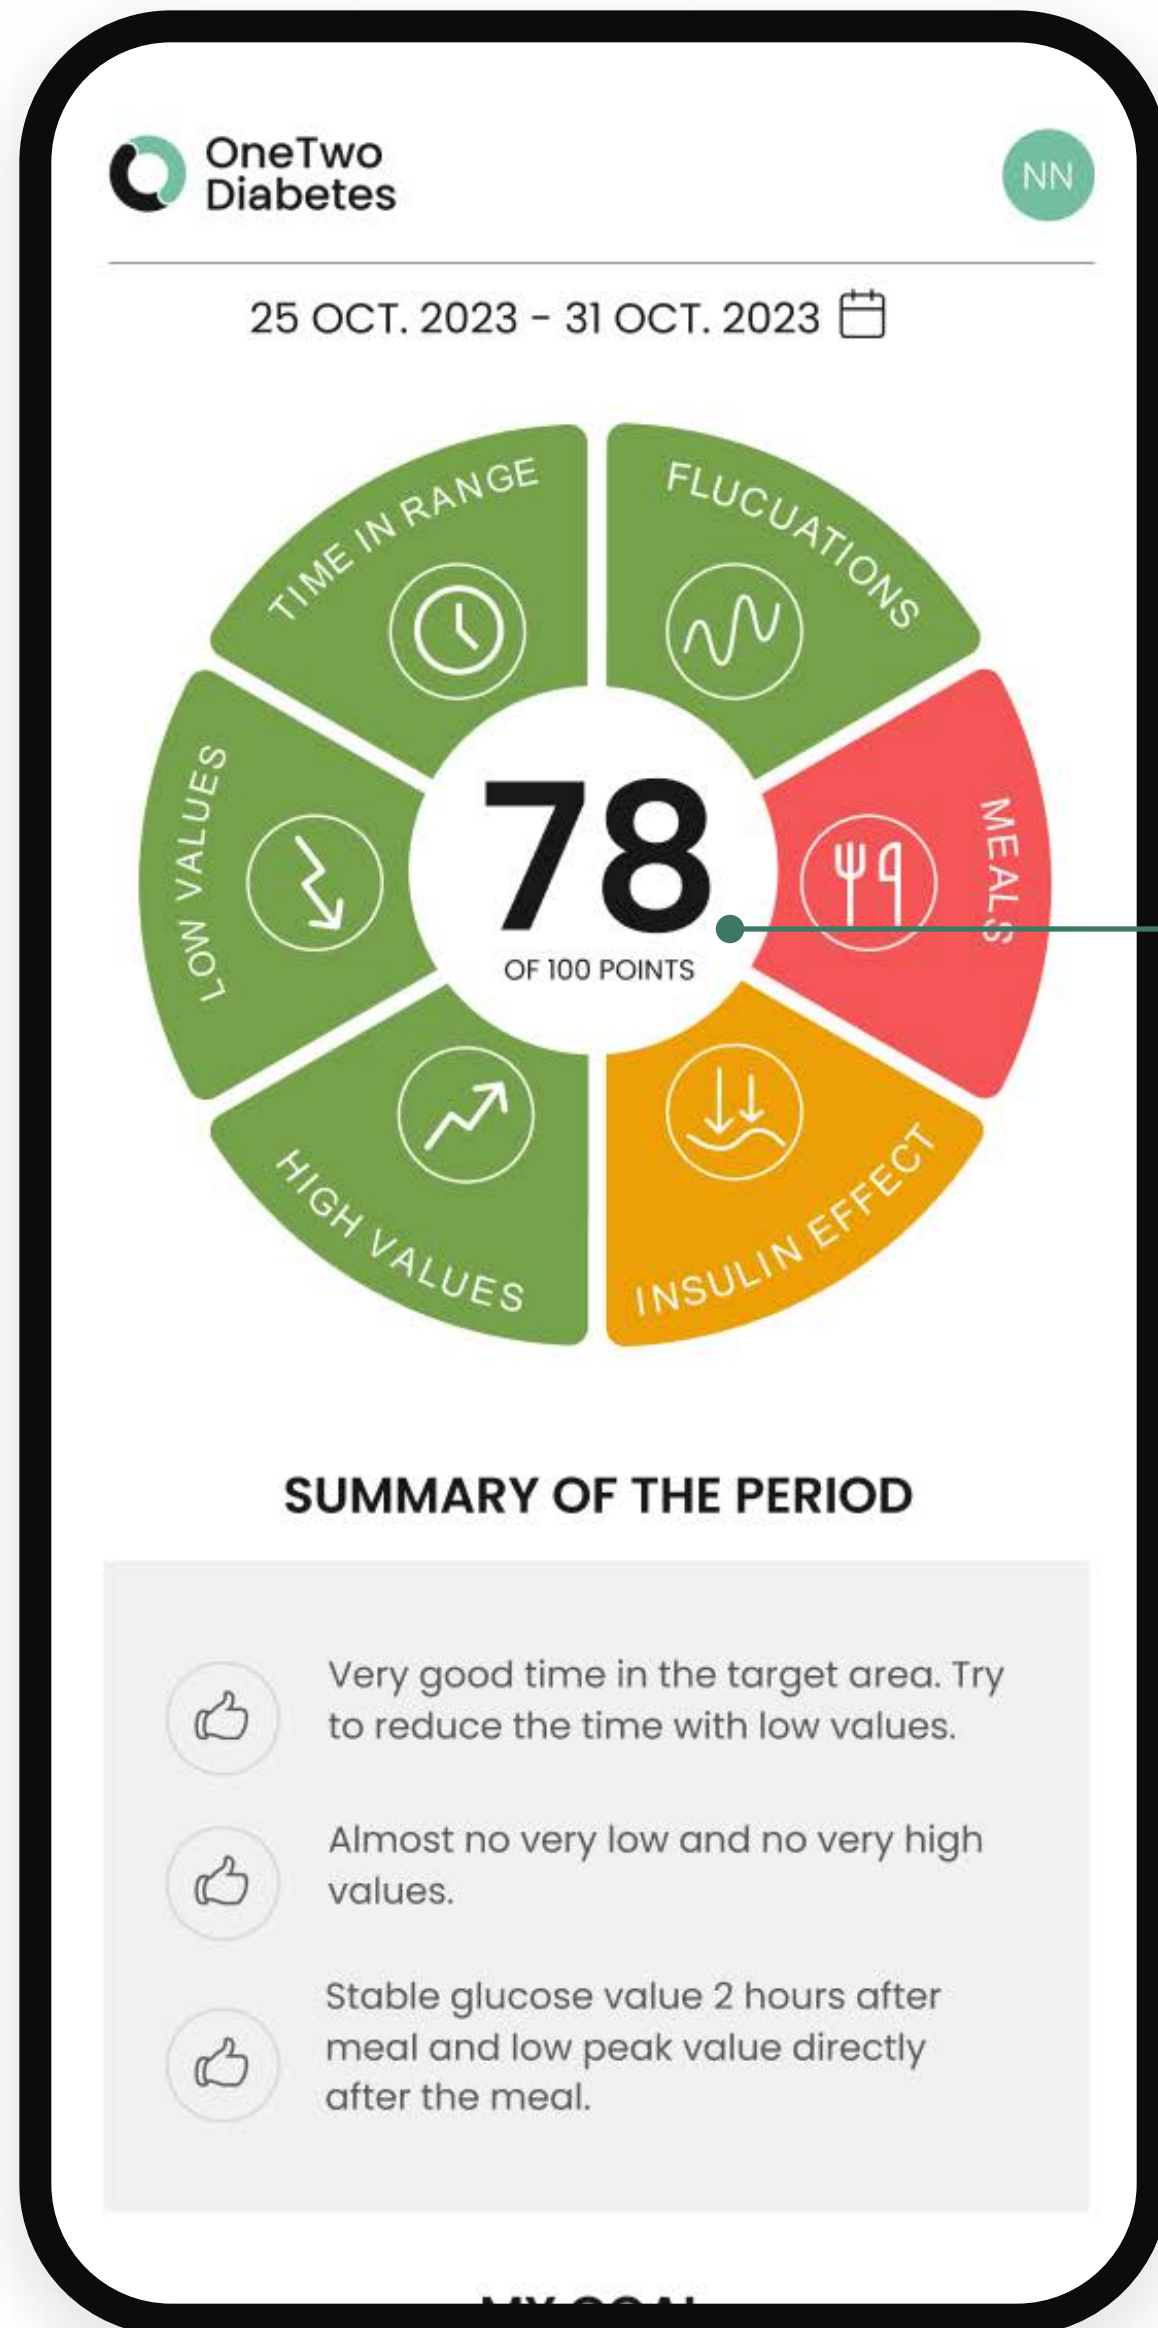 OneTwo
Diabetes
NN
25 OCT. 2023 - 31 OCT. 2023
TIME IN RANGE
FLUCUATIONS
LOW VALUES
MEALS
78
OF 100 POINTS
HIGH VALUES
INSULIN EFFECT
SUMMARY OF THE PERIOD
Very good time in the target area. Try
to reduce the time with low values.
Almost no very low and no very high
values.
Stable glucose value 2 hours after
meal and low peak value directly
after the meal.
MY GOAL